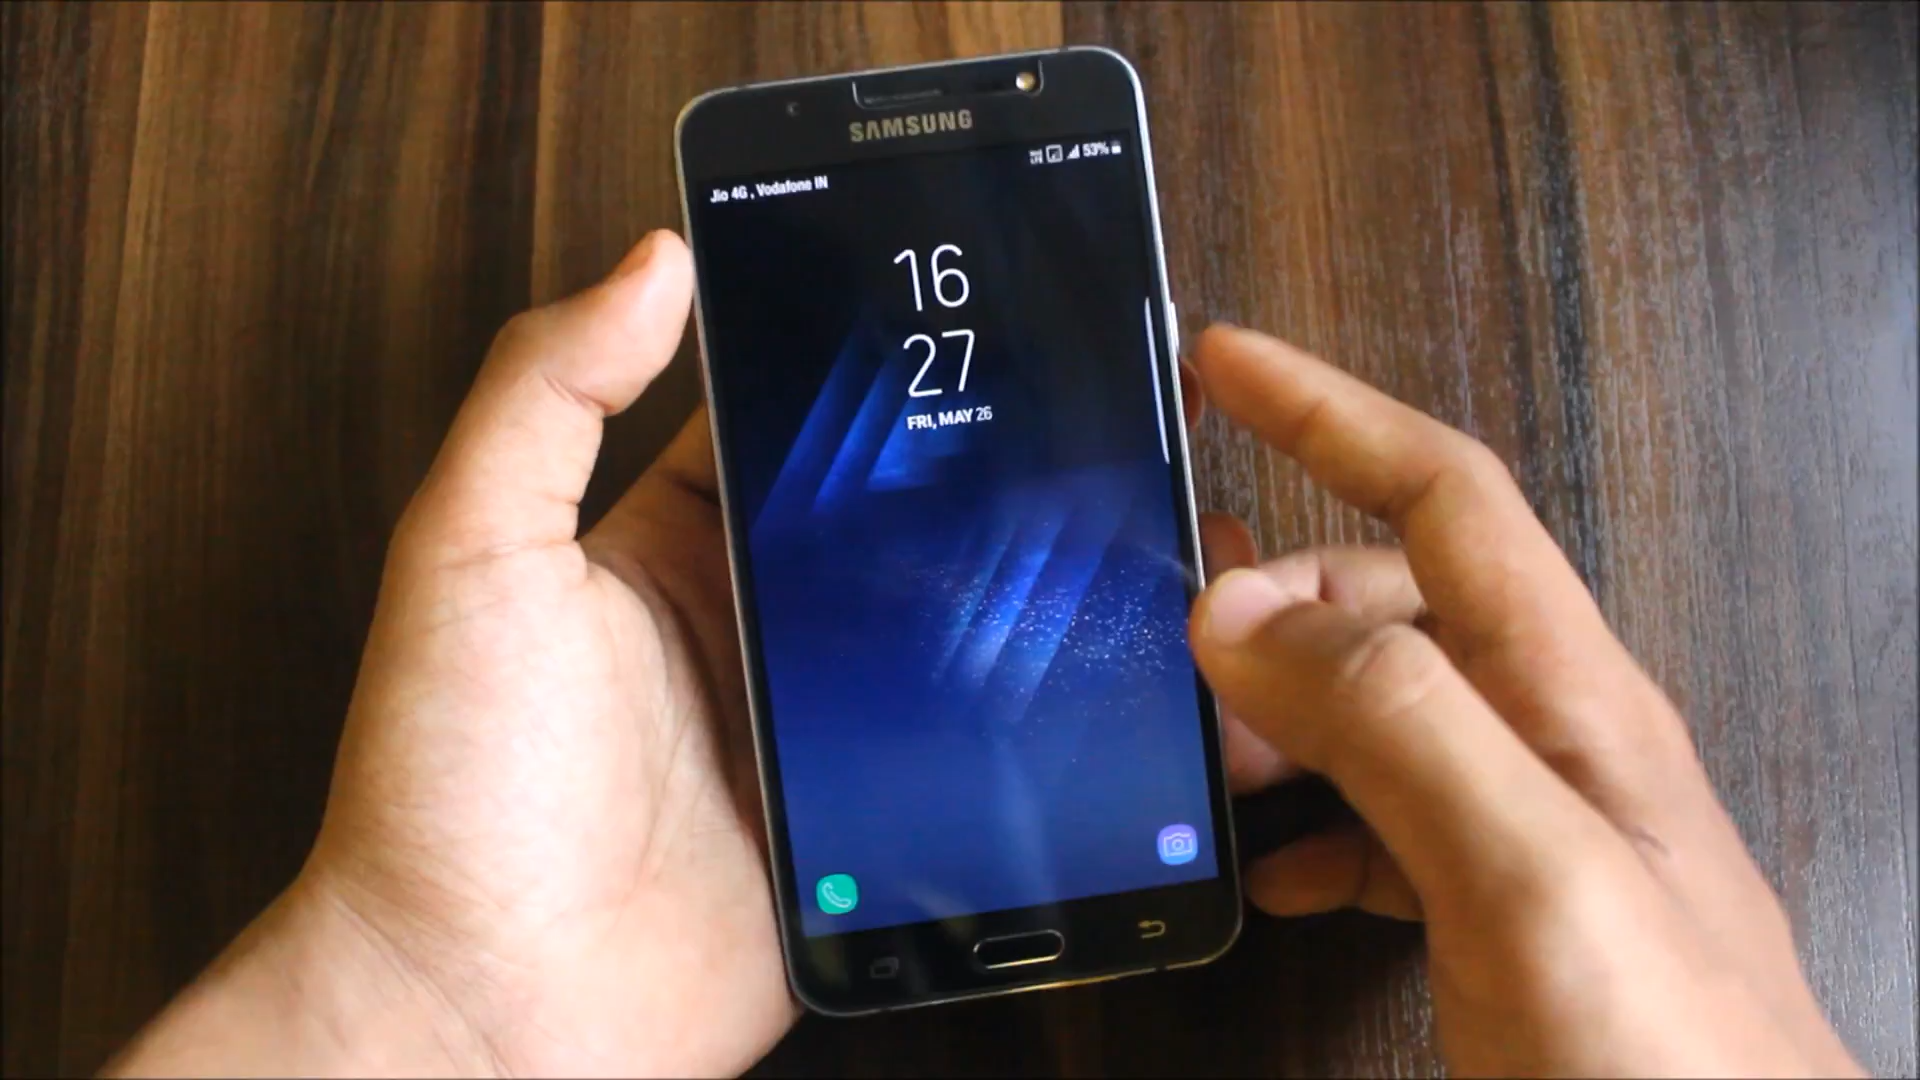 SAMSUNG
53%
Jio 4G , Vodafone IN
16
27
FRI, MAY 26